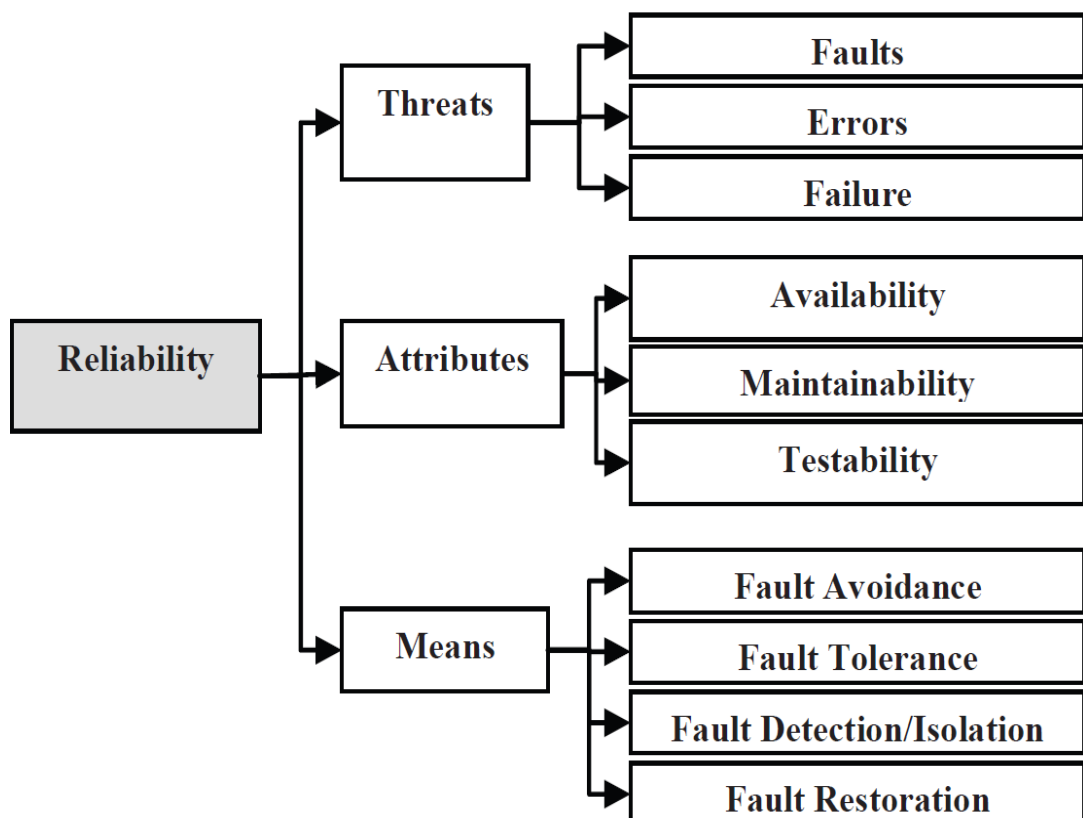 Faults
Threats
Errors
Failure
Availability
Reliability
Attributes
Maintainability
Testability
Fault Avoidance
Means
Fault Tolerance
Fault Detection/Isolation
Fault Restoration